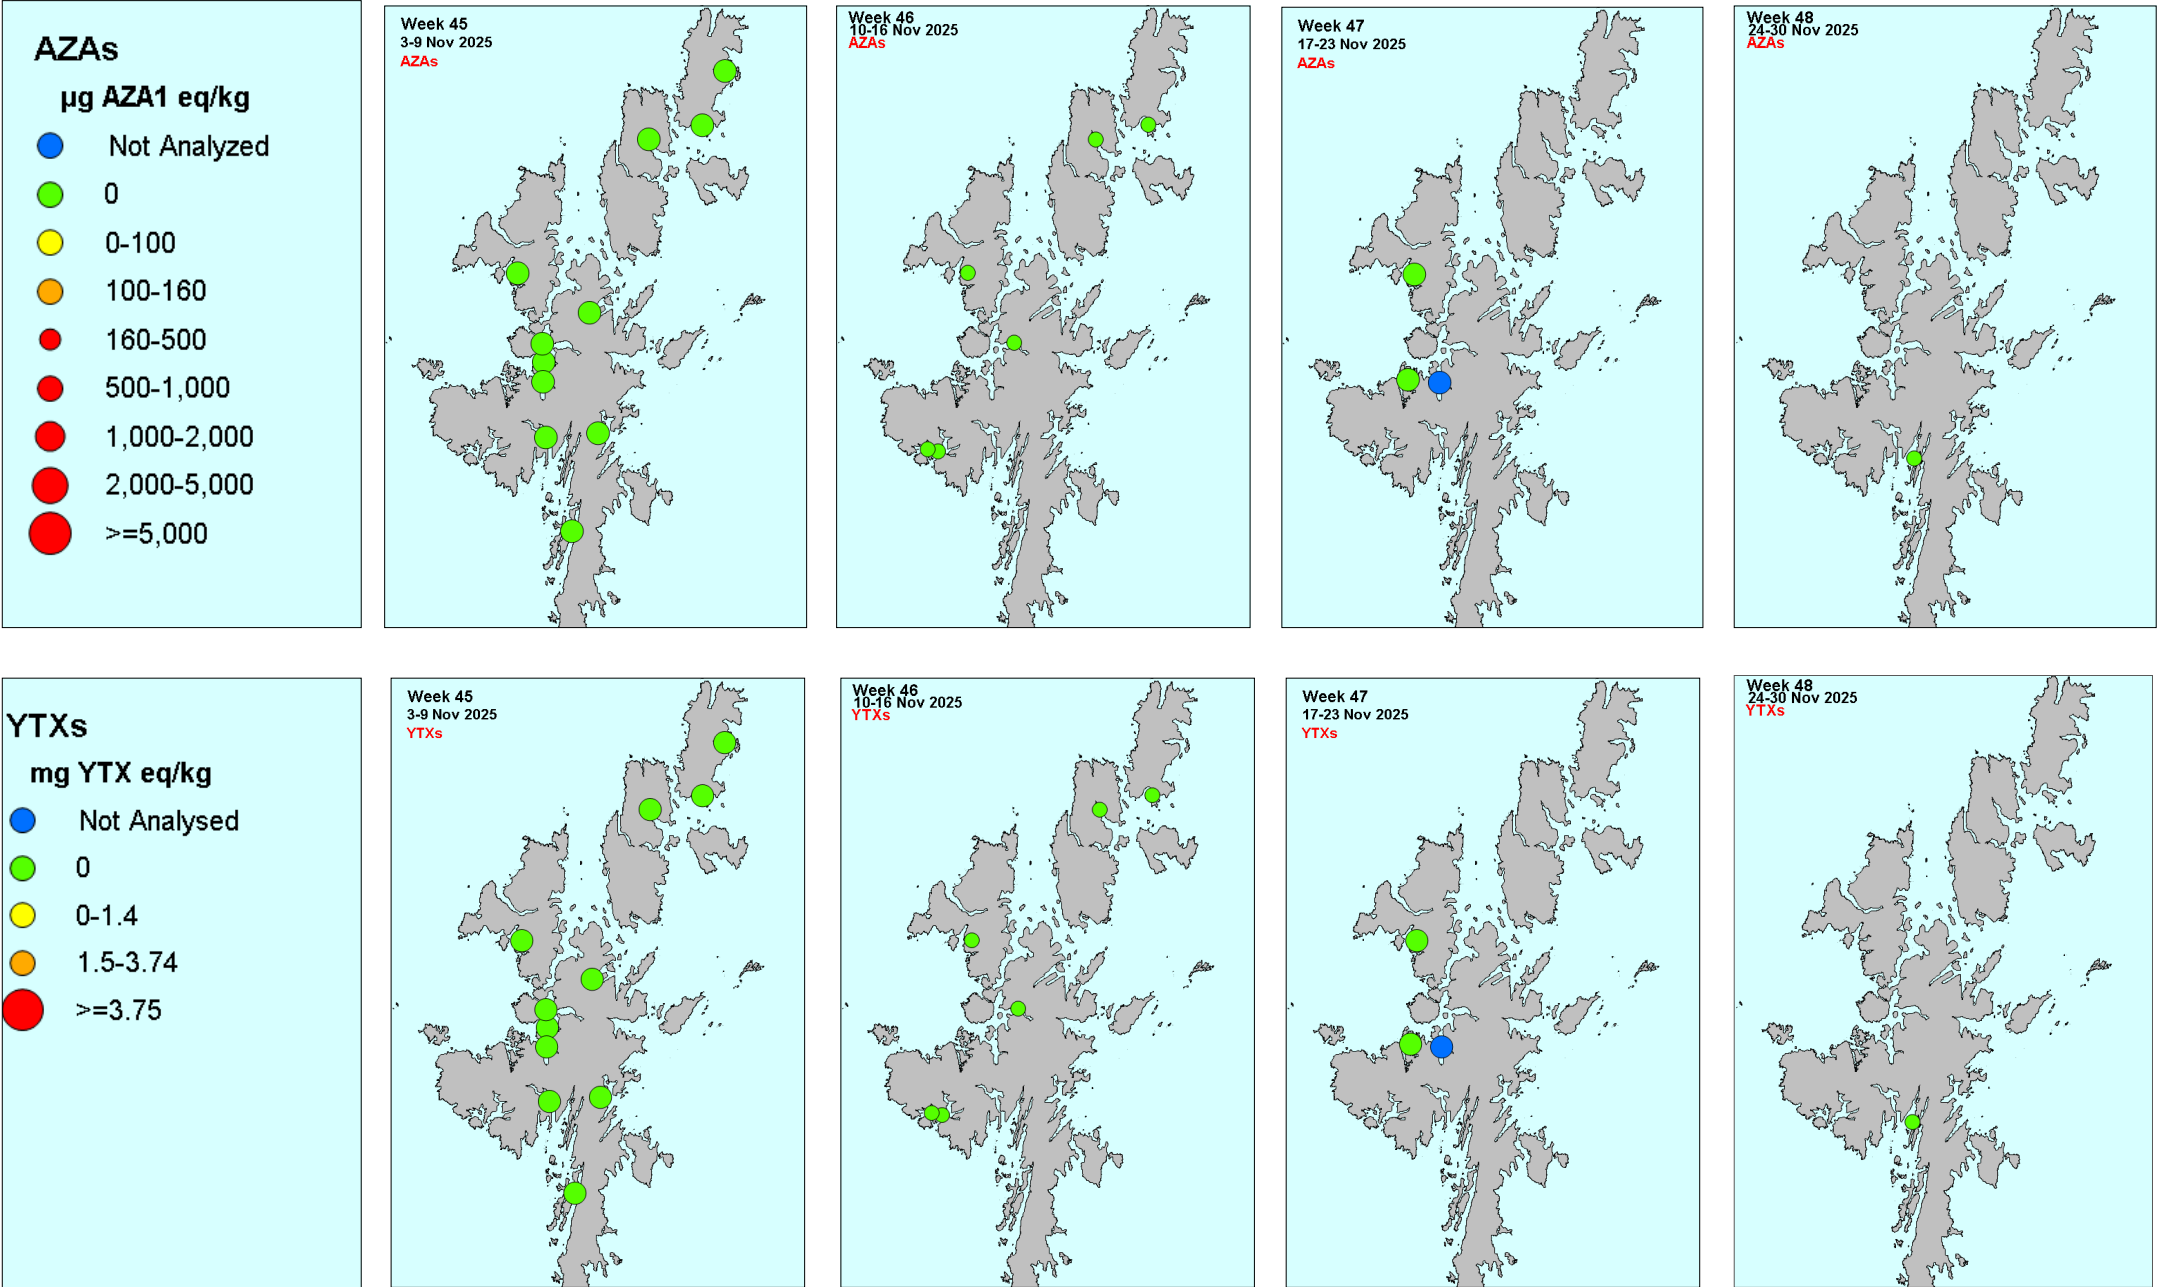 AZAs
µg AZA1 eq/kg
Not Analyzed
0
0-100
100-160
160-500
500-1,000
1,000-2,000
2,000-5,000
>=5,000
Week 45
3-9 Nov 2025
AZAs
Week 46
10-16 Nov 2025
AZAs
Week 47
17-23 Nov 2025
AZAs
Week 48
24-30 Nov 2025
AZAs
YTXs
mg YTX eq/kg
Not Analysed
0
0-1.4
1.5-3.74
>=3.75
Week 45
3-9 Nov 2025
YTXs
Week 46
10-16 Nov 2025
YTXs
Week 47
17-23 Nov 2025
YTXs
Week 48
24-30 Nov 2025
YTXs